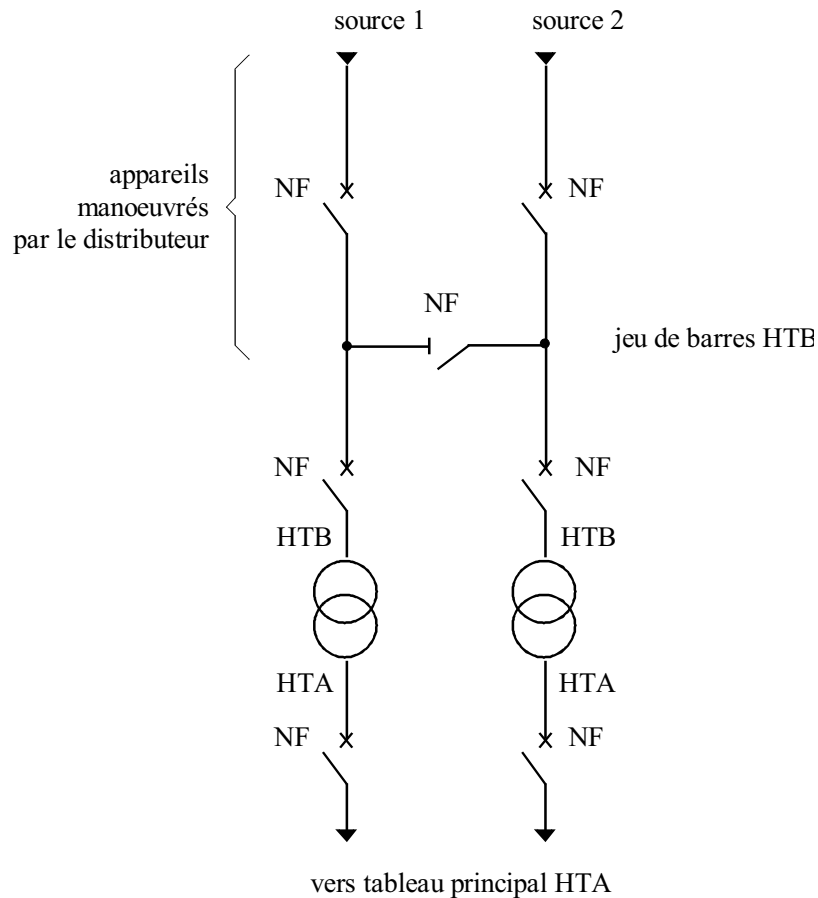 source 1
source 2
appareils
manoeuvrés
par le distributeur
NF
NF
NF
jeu de barres HTB
NF
NF
HTB
HTB
HTA
HTA
NF
NF
vers tableau principal HTA